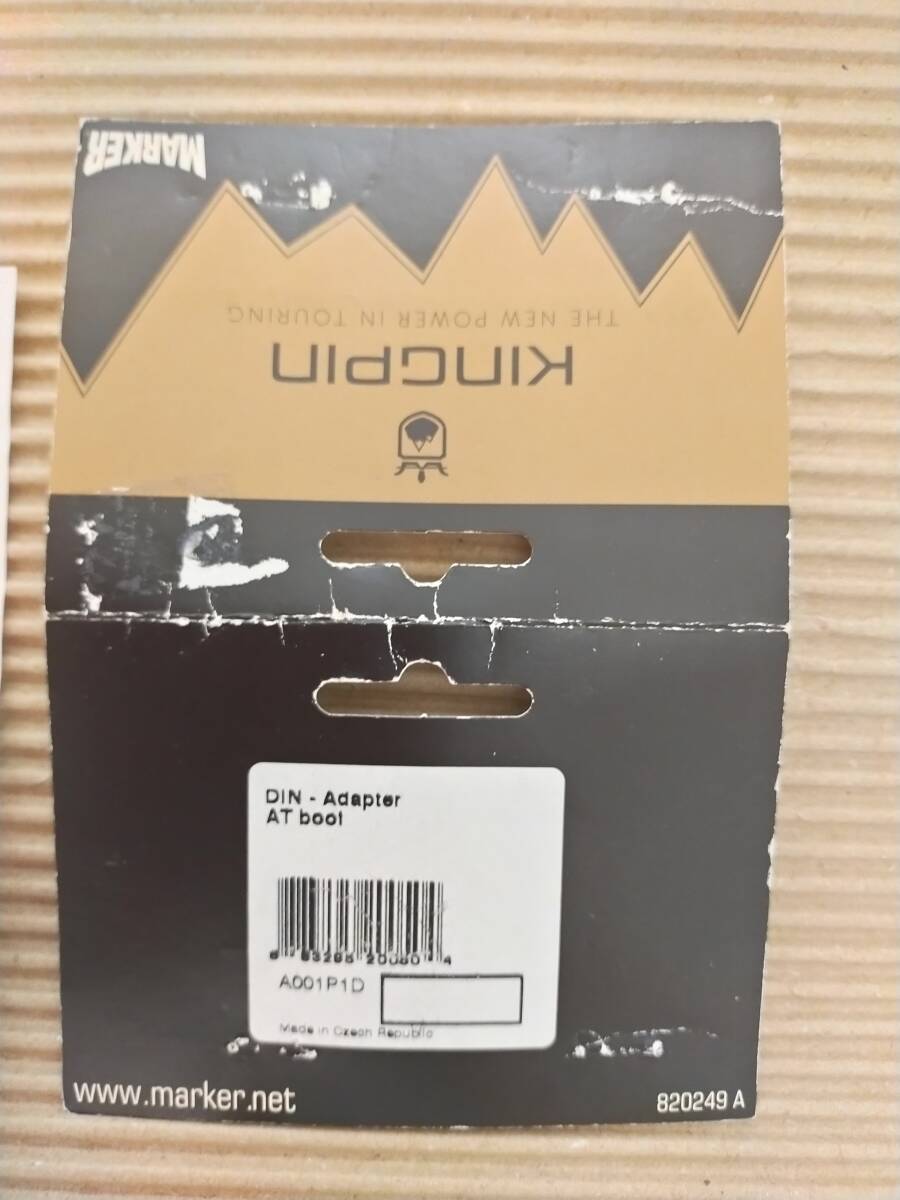 MARKER
THE NEW POWER IN TOURING
KINGPIN
DIN - Adapter
AT boot
A001P1D
Made in Czech Republic
www.marker.net
820249 A